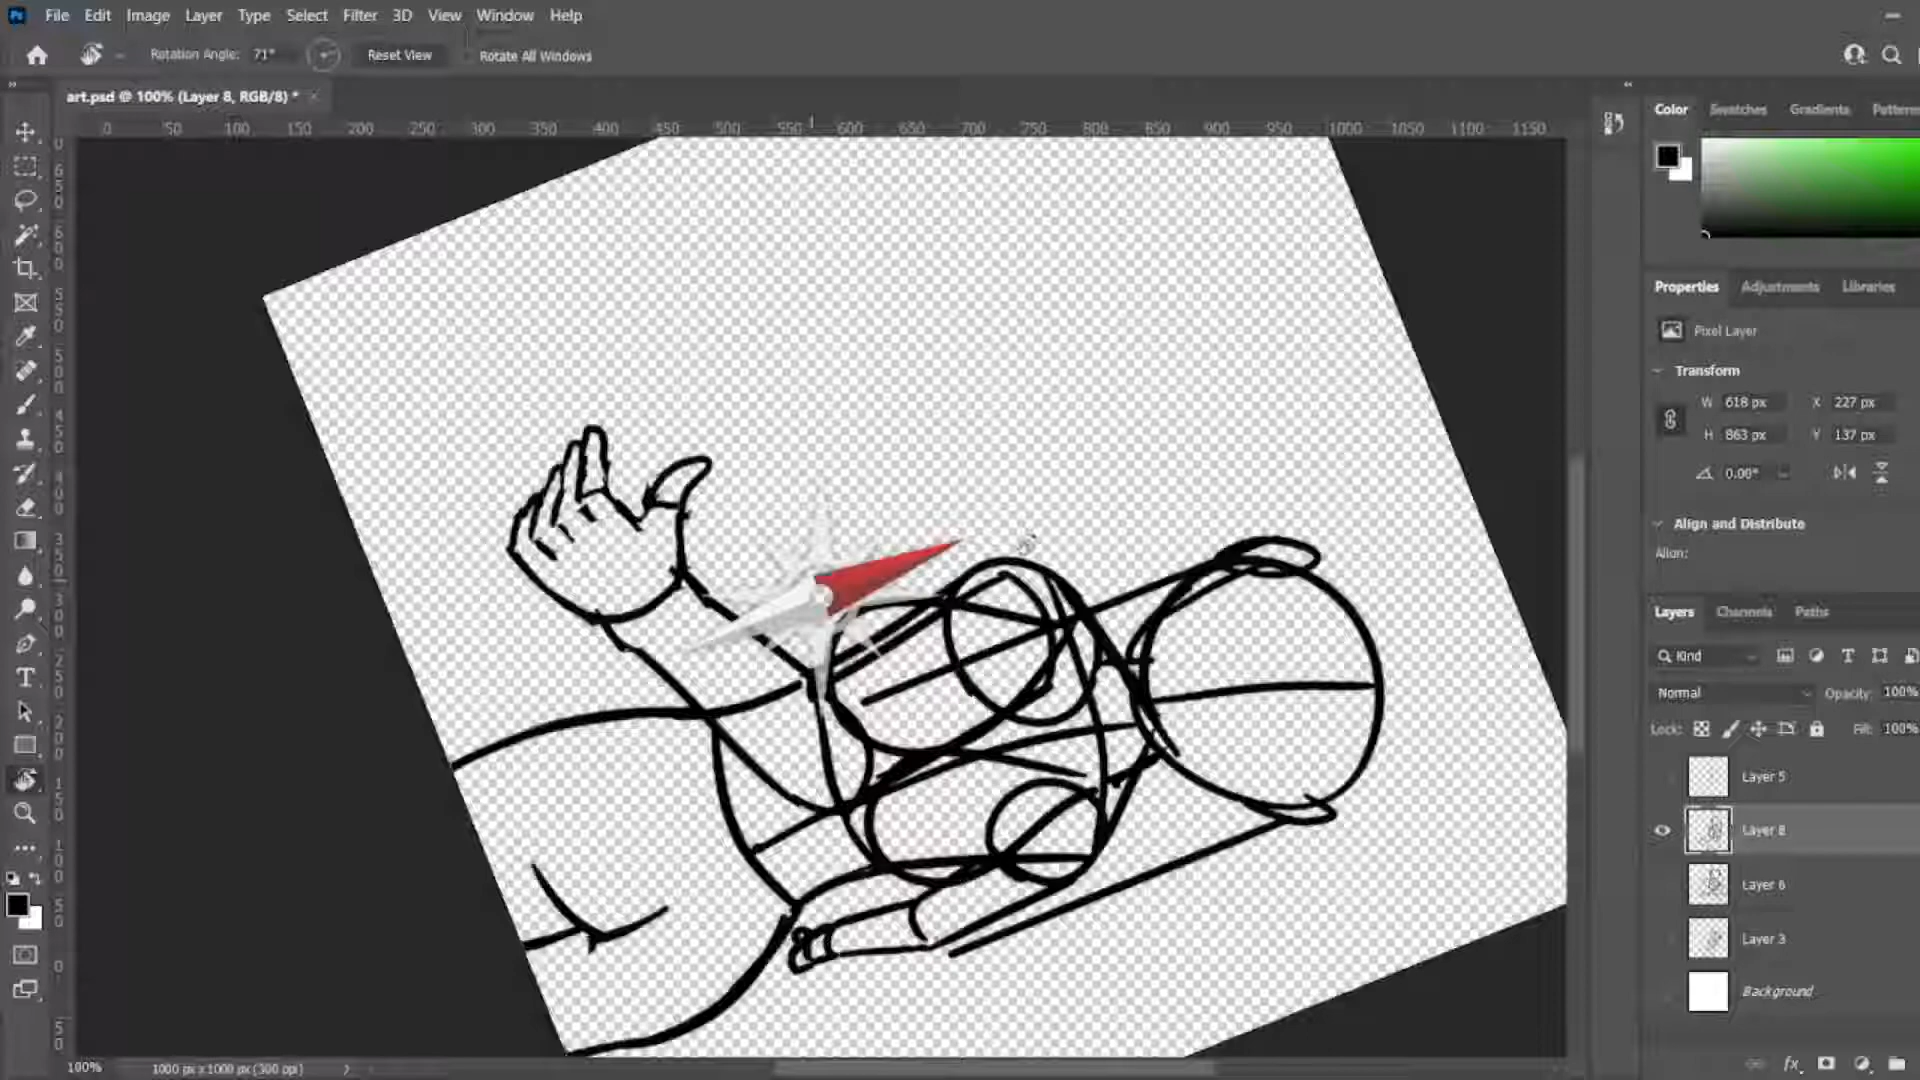 Ps File Edit Image Layer Type Select Filter 3D View Window Help
Rotation Angle: 71° Reset View Rotate All Windows
art.psd @ 100% (Layer 8, RGB/8) * ×
0 50 100 150 200 250 300 350 400 450 500 550 600 650 700 750 800 850 900 950 1000 1050 1100 1150
Color Swatches Gradients Patterns
Properties Adjustments Libraries
Pixel Layer
Transform
W 618 px X 227 px
H 863 px Y 137 px
0.00°
Align and Distribute
Align:
Layers Channels Paths
Kind
Normal Opacity: 100%
Lock: Fill: 100%
Layer 5
Layer 8
Layer 6
Layer 3
Background
fx
100% 1000 px x 1000 px (300 ppi)